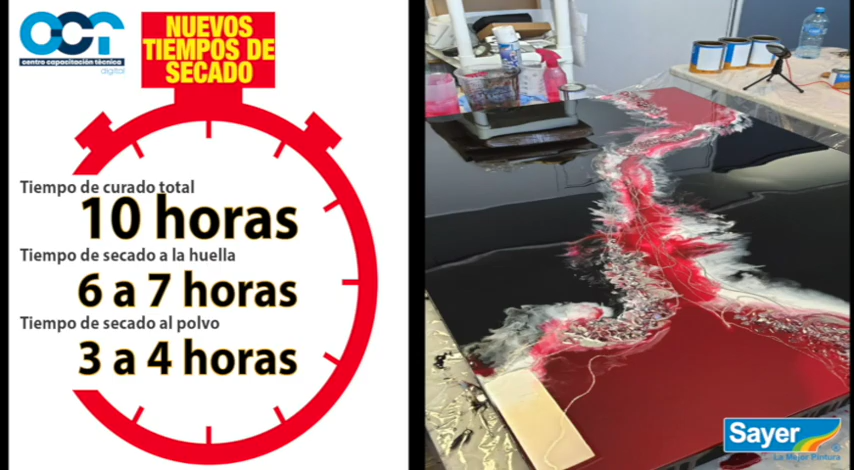 OCT
centro capacitación técnica
digital
NUEVOS
TIEMPOS DE
SECADO
Tiempo de curado total
10 horas
Tiempo de secado a la huella
6 a 7 horas
Tiempo de secado al polvo
3 a 4 horas
Sayer
La Mejor Pintura